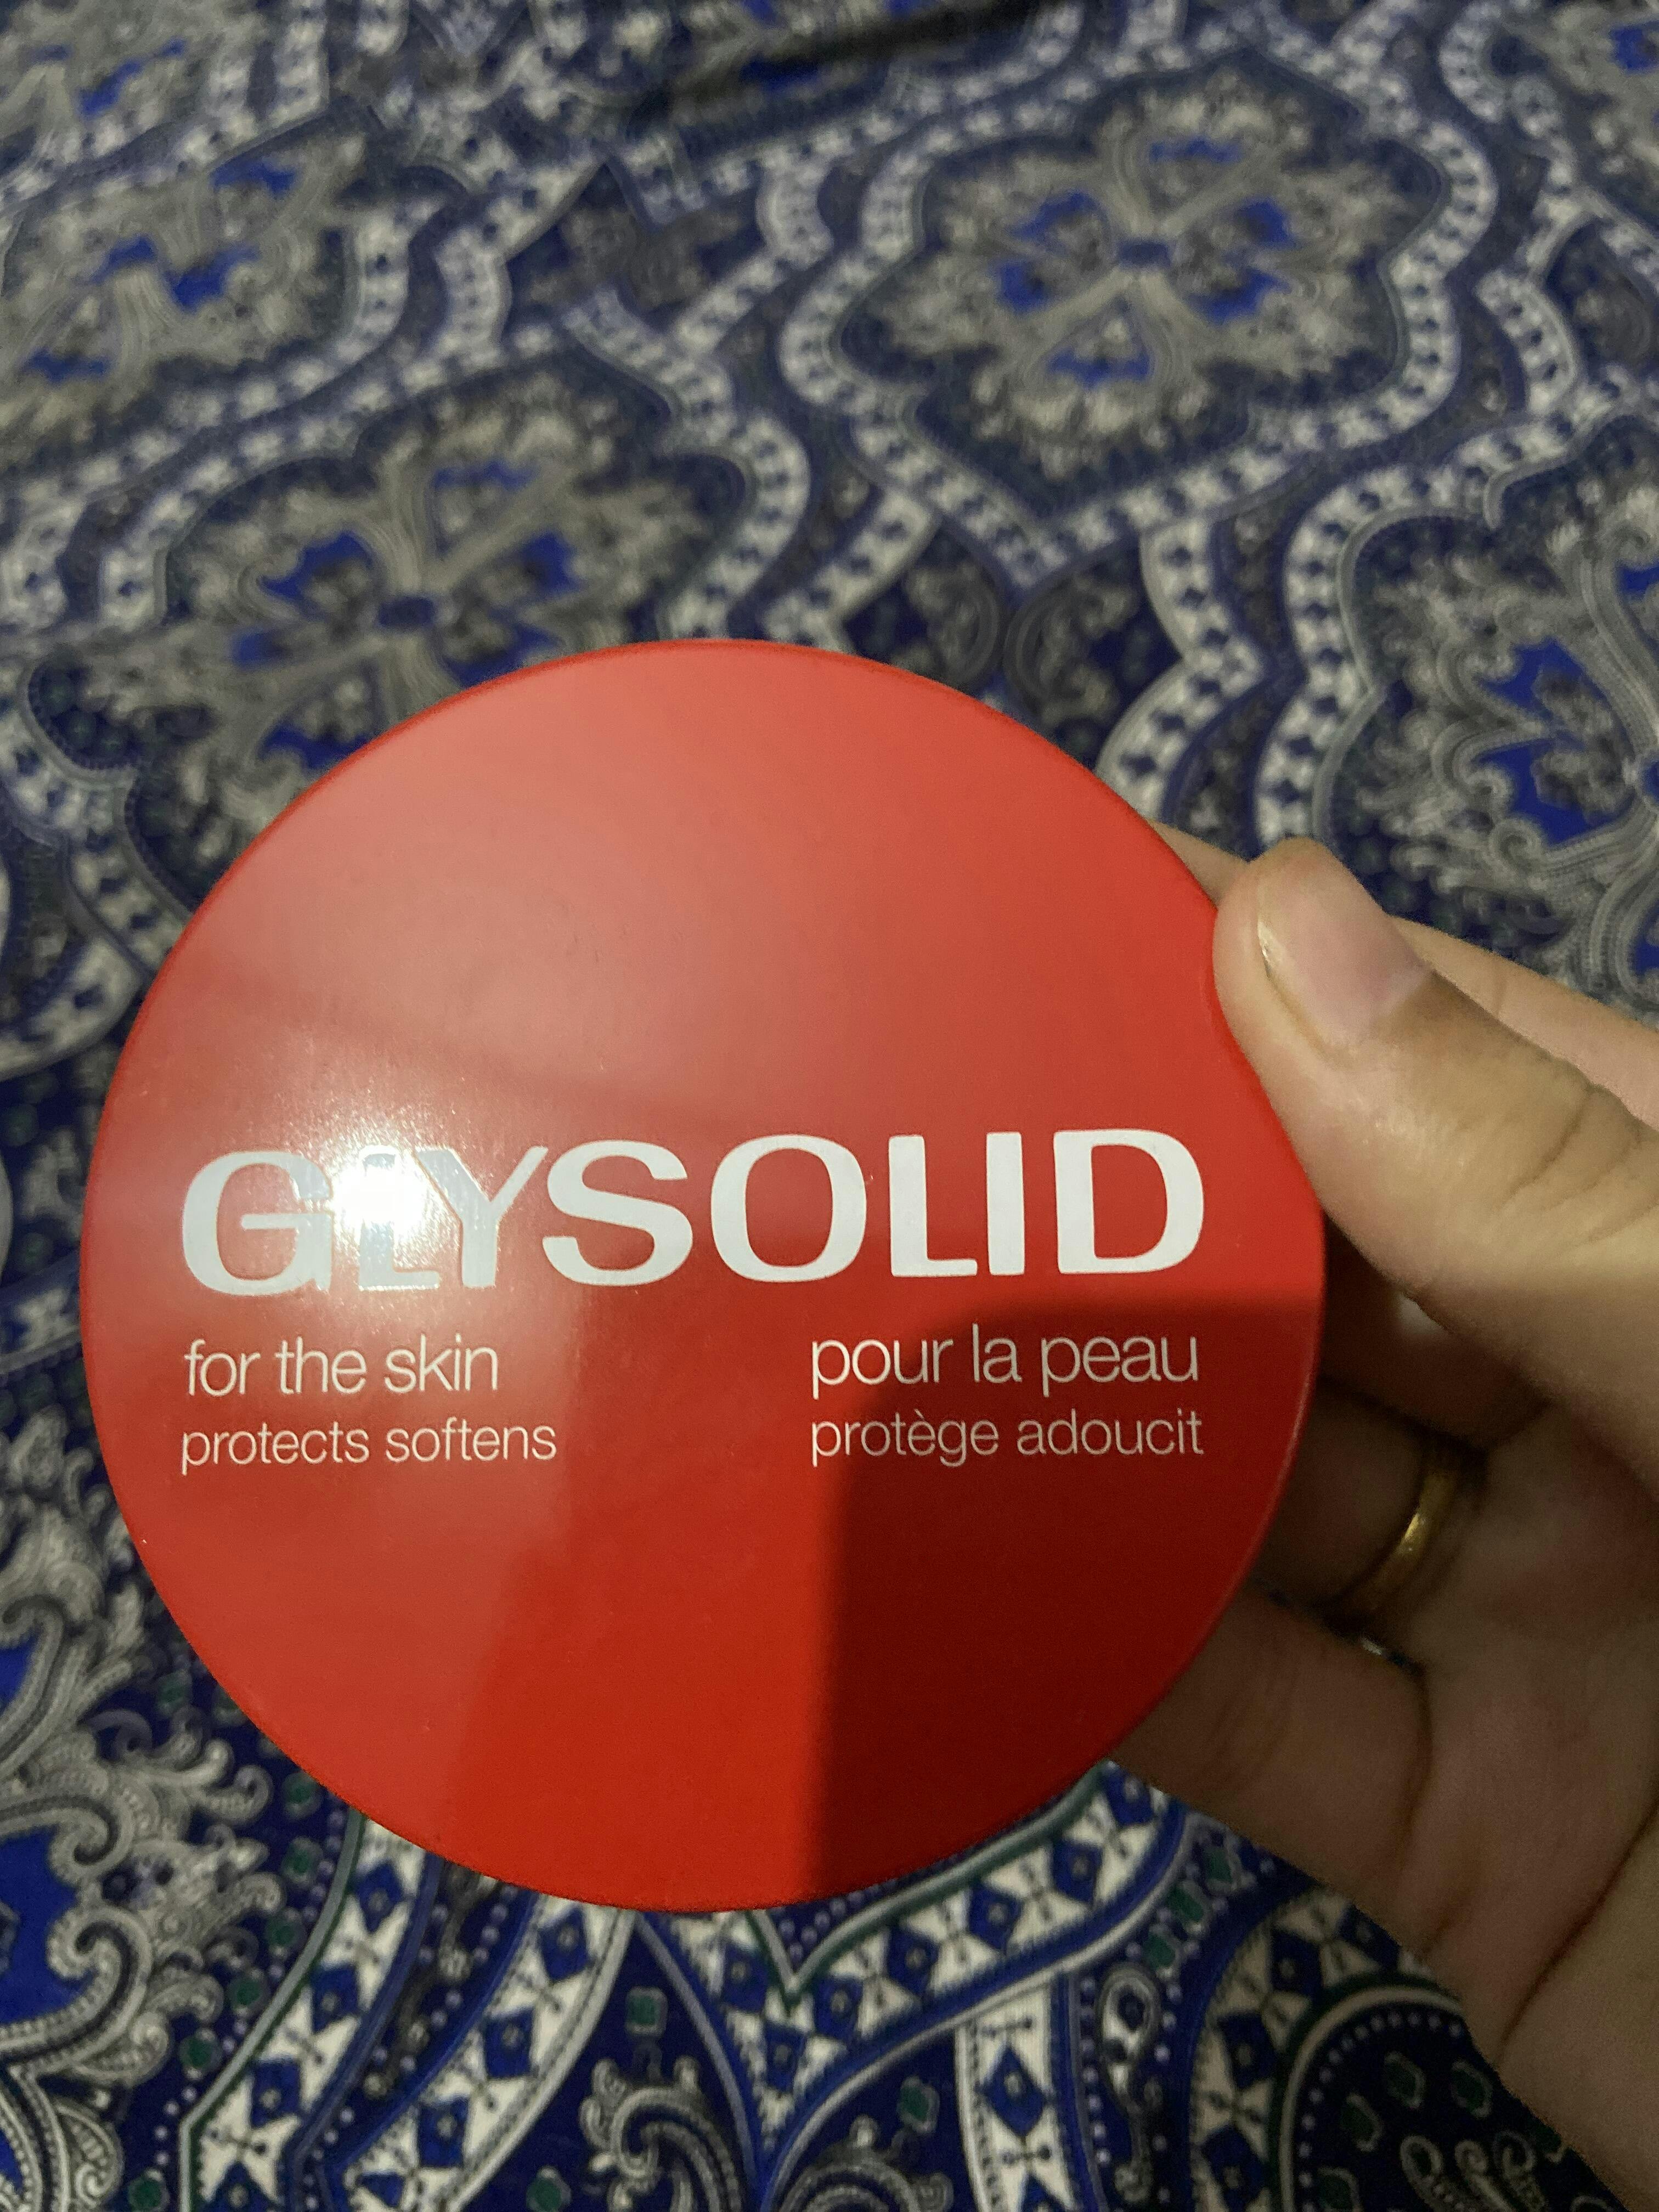 GLYSOLID
for the skin
protects softens
pour la peau
protège adoucit